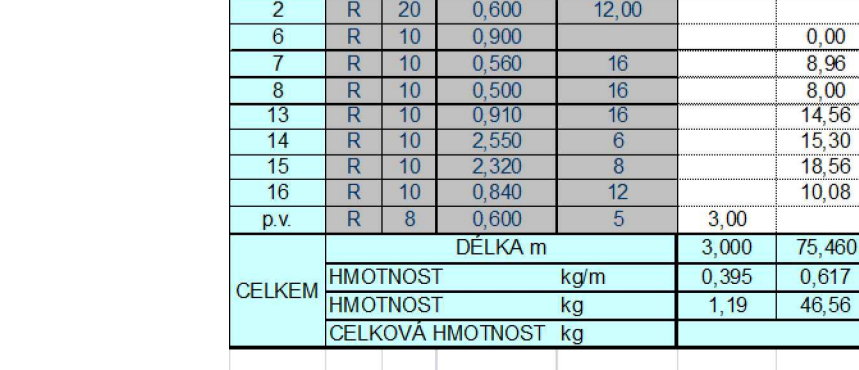 2 R 20 0,600 12,00
6 R 10 0,900 0,00
7 R 10 0,560 16 8,96
8 R 10 0,500 16 8,00
13 R 10 0,910 16 14,56
14 R 10 2,550 6 15,30
15 R 10 2,320 8 18,56
16 R 10 0,840 12 10,08
p.v. R 8 0,600 5 3,00
DÉLKA m 3,000 75,460
CELKEM HMOTNOST kg/m 0,395 0,617
HMOTNOST kg 1,19 46,56
CELKOVÁ HMOTNOST kg